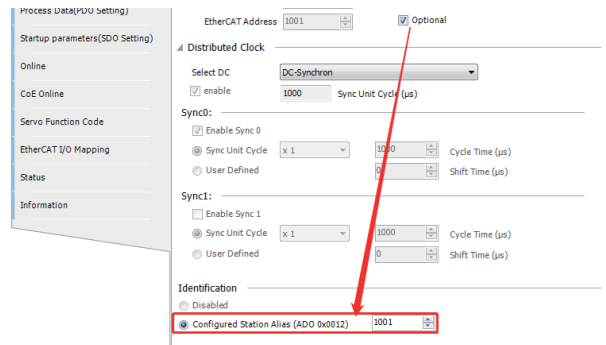 Process Data(PDO Setting)
Startup parameters(SDO Setting)
Online
CoE Online
Servo Function Code
EtherCAT I/O Mapping
Status
Information
EtherCAT Address 1001 Optional
Distributed Clock
Select DC DC-Synchron
enable 1000 Sync Unit Cycle (µs)
Sync0:
Enable Sync 0
Sync Unit Cycle x 1 1000 Cycle Time (µs)
User Defined 0 Shift Time (µs)
Sync1:
Enable Sync 1
Sync Unit Cycle x 1 1000 Cycle Time (µs)
User Defined 0 Shift Time (µs)
Identification
Disabled
Configured Station Alias (ADO 0x0012) 1001